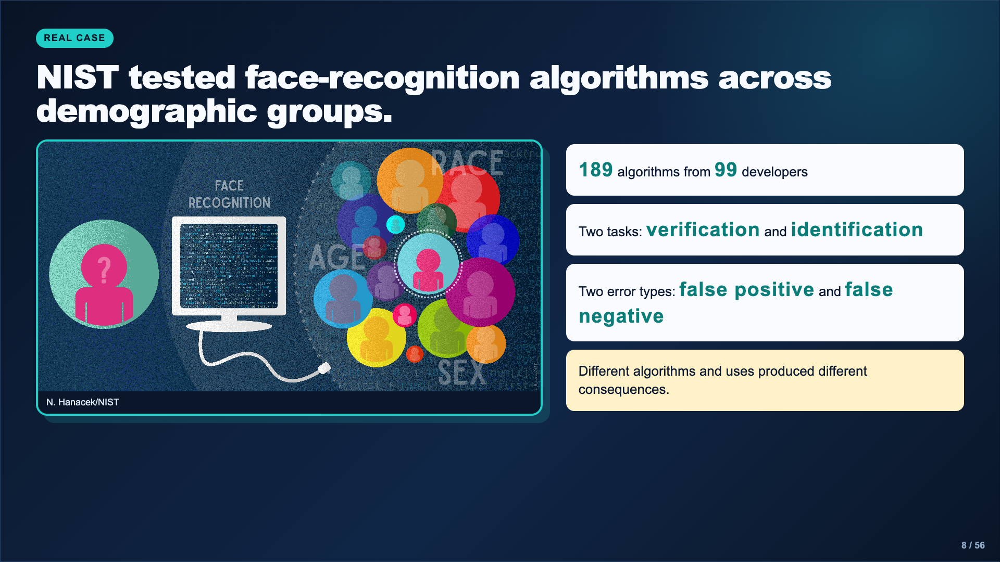 REAL CASE
NIST tested face-recognition algorithms across
demographic groups.
FACE
RECOGNITION
RACE
AGE
SEX
?
N. Hanacek/NIST
189 algorithms from 99 developers
Two tasks: verification and identification
Two error types: false positive and false
negative
Different algorithms and uses produced different
consequences.
8 / 56